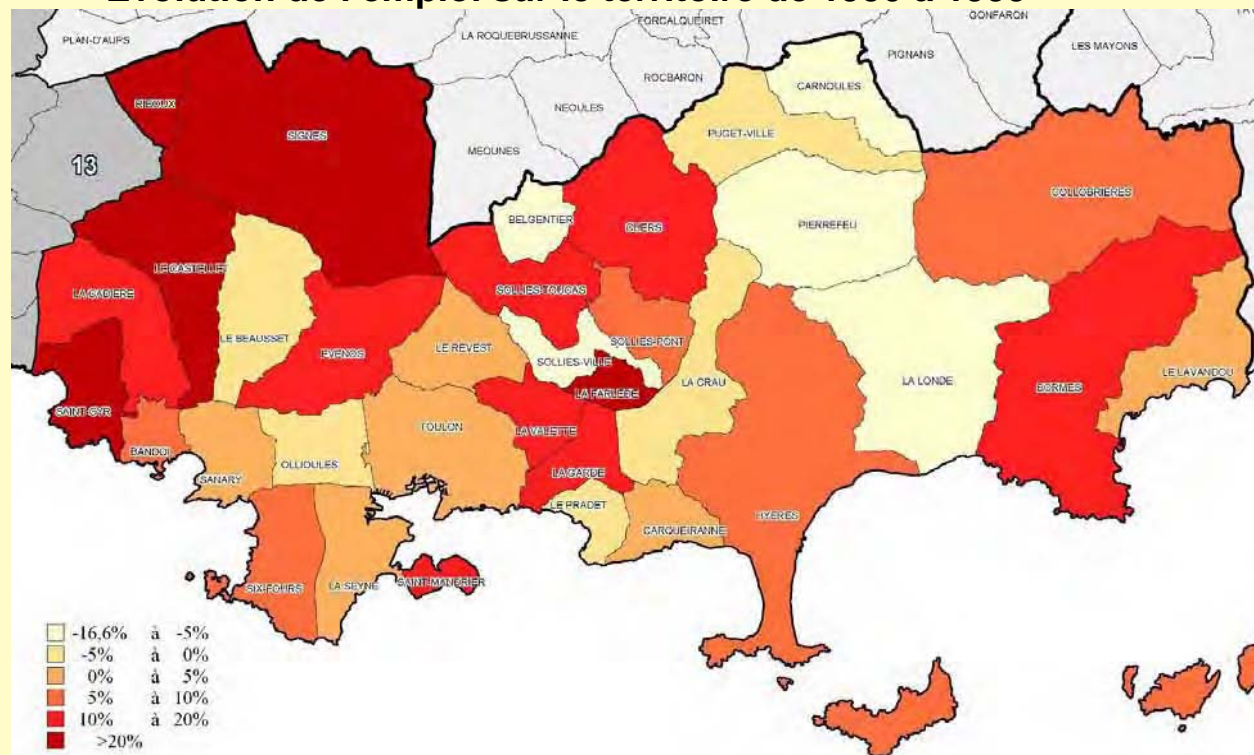 PLAN-D'AUPS
LA ROQUEBRUSSANNE
FORCALQUEIRET
GONFARON
ROCBARON
PIGNANS
LES MAYONS
NEOULES
MEOUNES
13
RIBOUX
SIGNES
CARNOULES
PUGET-VILLE
BELGENTIER
CUERS
PIERREFEU
COLLOBRIERES
LE CASTELLET
LA CADIERE
SOLLIES-TOUCAS
LE BEAUSSET
EVENOS
LE REVEST
SOLLIES-PONT
SOLLIES-VILLE
LA CRAU
LA LONDE
BORMES
LE LAVANDOU
LA FARLEDE
SAINT-CYR
BANDOL
TOULON
LA VALETTE
OLLIOULES
SANARY
LA GARDE
LE PRADET
CARQUEIRANNE
HYERES
SIX-FOURS
LA SEYNE
SAINT-MANDRIER
-16,6% à -5%
-5% à 0%
0% à 5%
5% à 10%
10% à 20%
>20%